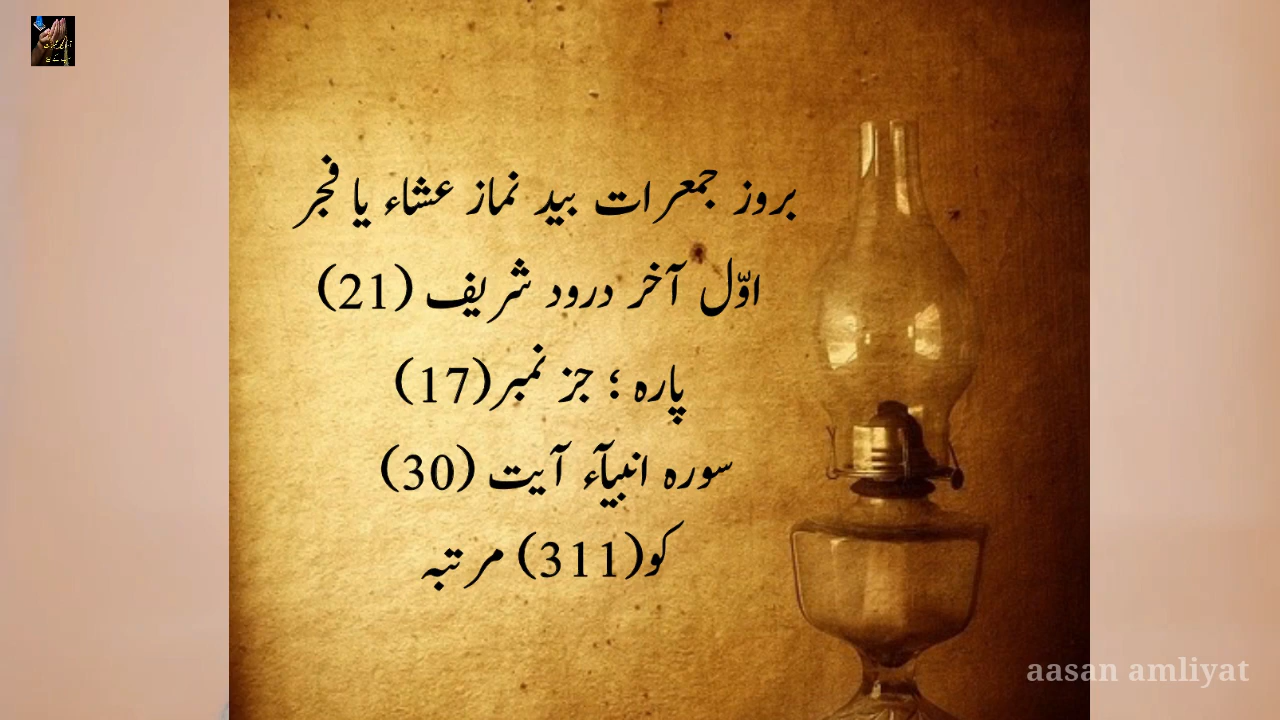 بروز جمعرات بید نماز عشاء یا فجر
اوّل آخر درود شریف (21)
پارہ ؛ جز نمبر(17)
سورہ انبیآء آیت (30)
کو(311) مرتبہ
aasan amliyat